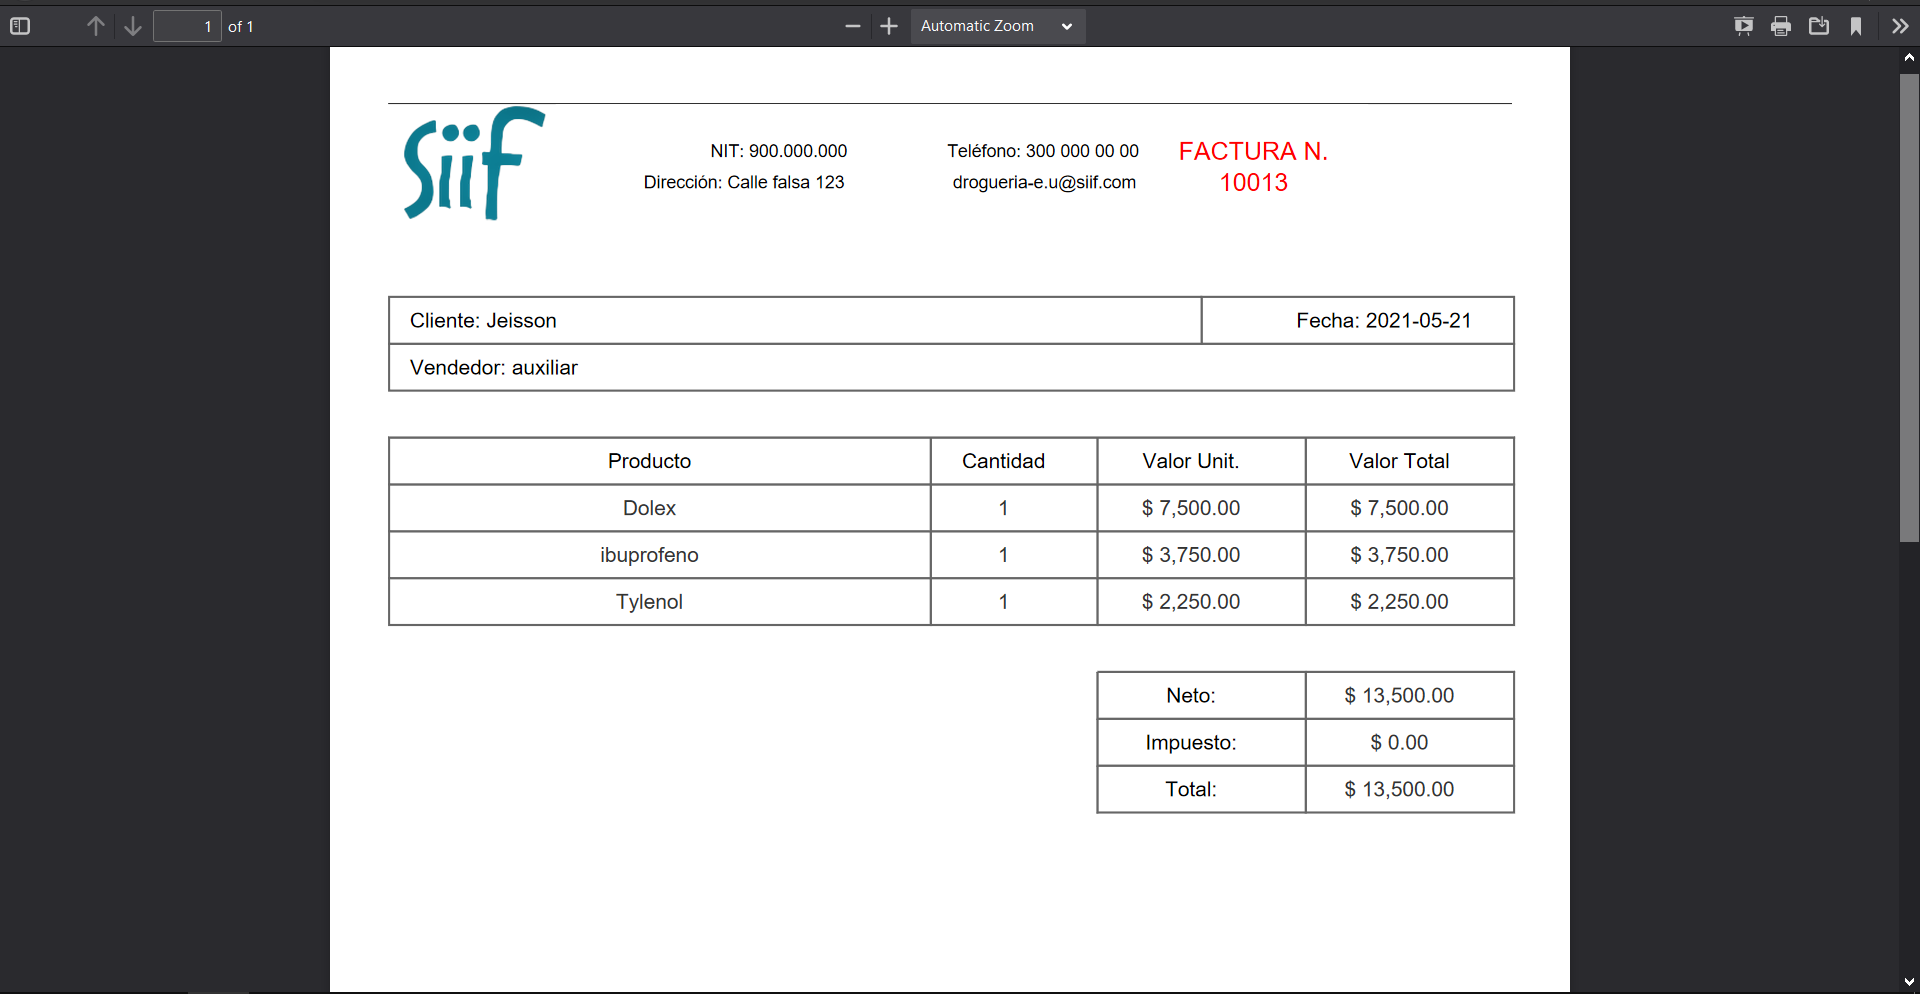 1 of 1 Automatic Zoom
Siif
NIT: 900.000.000 Teléfono: 300 000 00 00 FACTURA N.
Dirección: Calle falsa 123 drogueria-e.u@siif.com 10013
Cliente: Jeisson Fecha: 2021-05-21
Vendedor: auxiliar
Producto Cantidad Valor Unit. Valor Total
Dolex 1 $ 7,500.00 $ 7,500.00
ibuprofeno 1 $ 3,750.00 $ 3,750.00
Tylenol 1 $ 2,250.00 $ 2,250.00
Neto: $ 13,500.00
Impuesto: $ 0.00
Total: $ 13,500.00